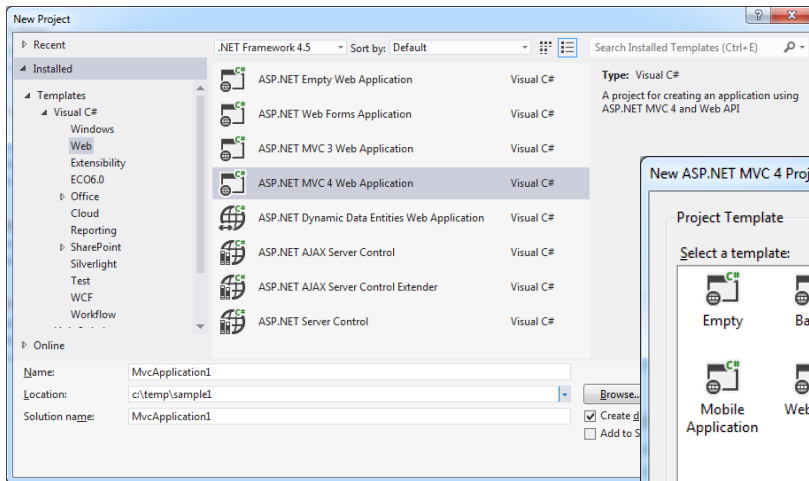 New Project
Recent
.NET Framework 4.5
Sort by:
Default
Search Installed Templates (Ctrl+E)
Installed
Templates
Visual C#
Windows
Web
Extensibility
ECO6.0
Office
Cloud
Reporting
SharePoint
Silverlight
Test
WCF
Workflow
Online
ASP.NET Empty Web Application Visual C#
ASP.NET Web Forms Application Visual C#
ASP.NET MVC 3 Web Application Visual C#
ASP.NET MVC 4 Web Application Visual C#
ASP.NET Dynamic Data Entities Web Application Visual C#
ASP.NET AJAX Server Control Visual C#
ASP.NET AJAX Server Control Extender Visual C#
ASP.NET Server Control Visual C#
Type: Visual C#
A project for creating an application using
ASP.NET MVC 4 and Web API
Name: MvcApplication1
Location: c:\temp\sample1
Browse...
Solution name: MvcApplication1
Create d
Add to S
New ASP.NET MVC 4 Proj
Project Template
Select a template:
C#
Empty
Ba
C#
Mobile
Application
Web